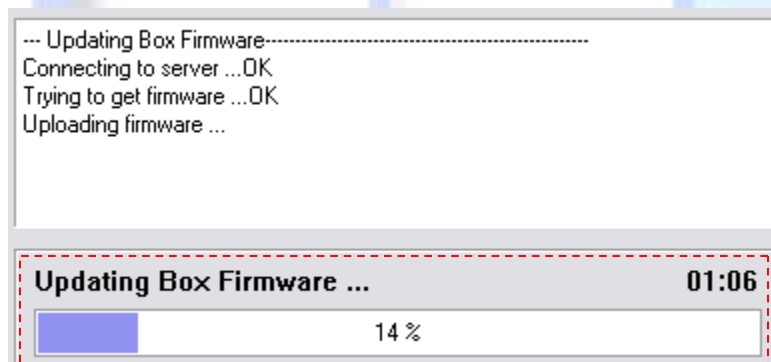 --- Updating Box Firmware------------------------------------------------------
Connecting to server ...OK
Trying to get firmware ...OK
Uploading firmware ...
Updating Box Firmware ... 01:06
14 %